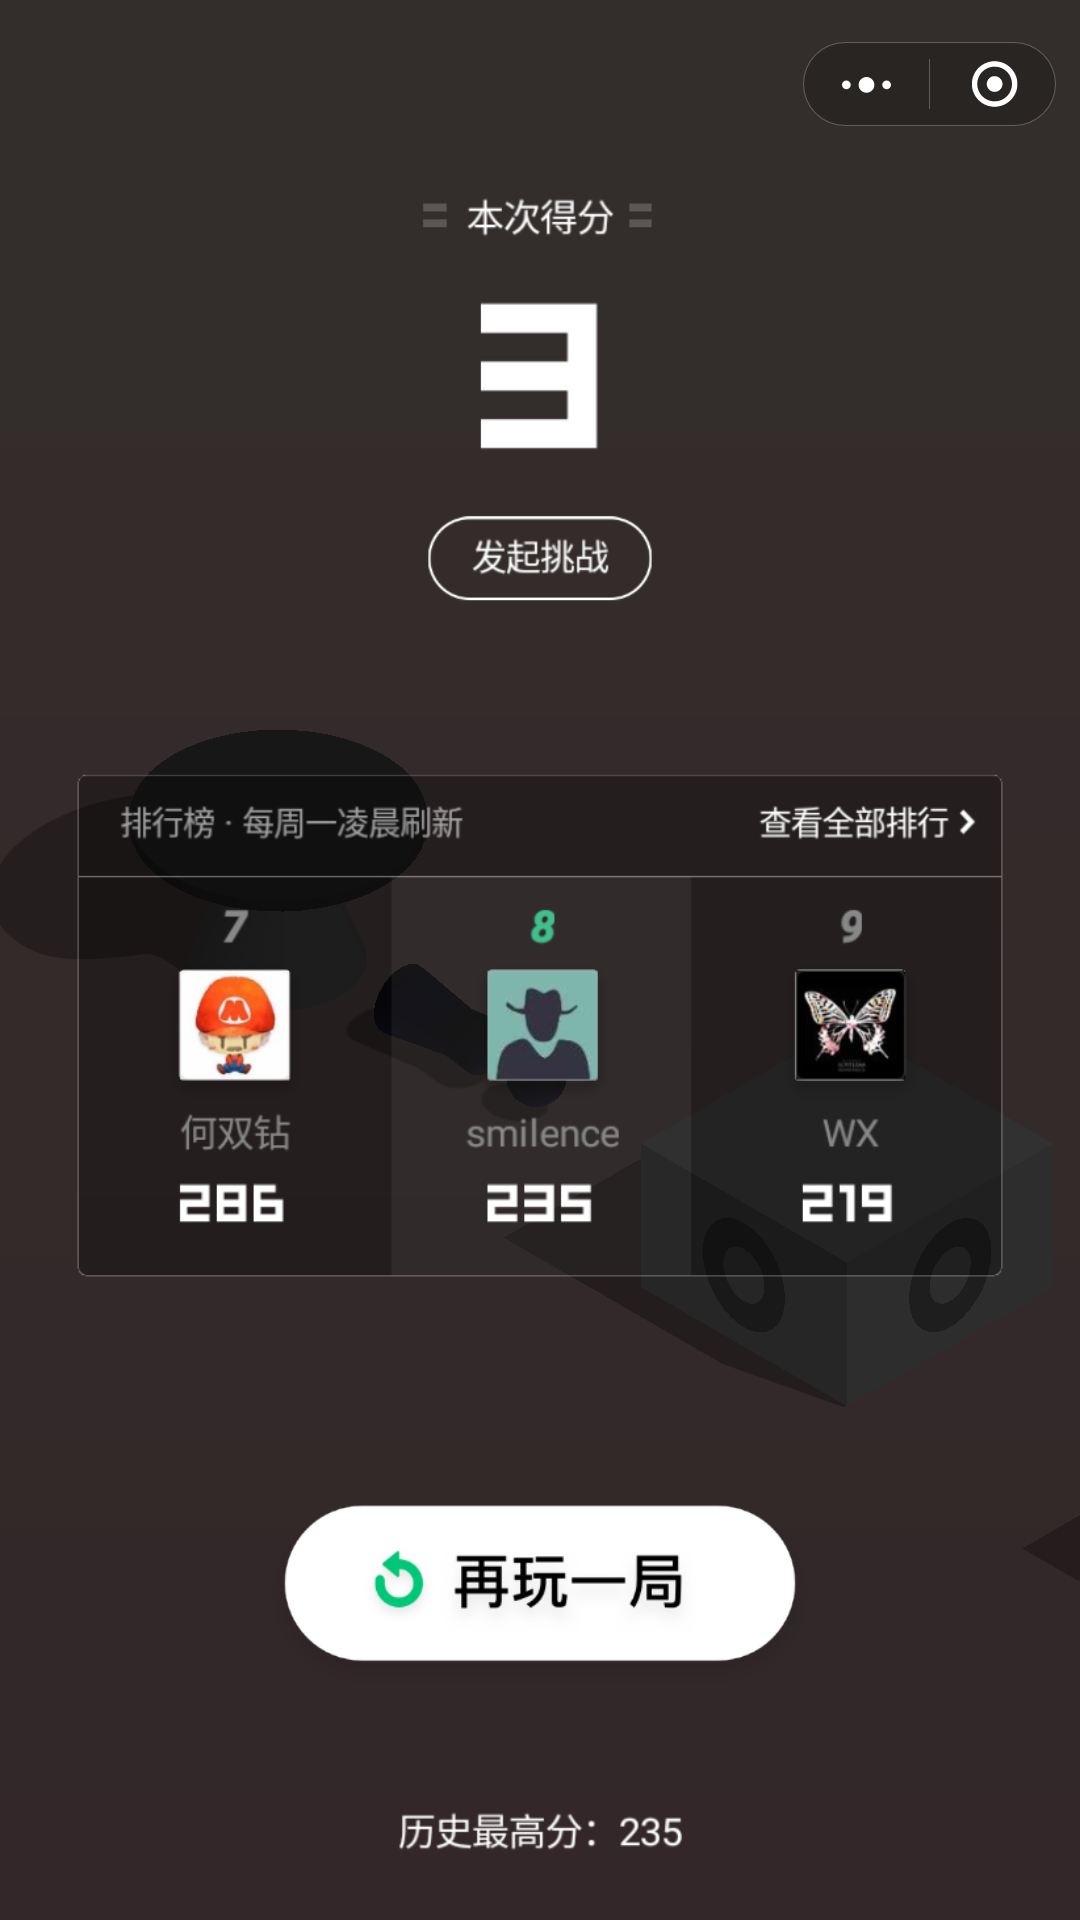 本次得分
3
发起挑战
排行榜 · 每周一凌晨刷新 查看全部排行
7 8 9
何双钻 smilence WX
286 235 219
再玩一局
历史最高分：235